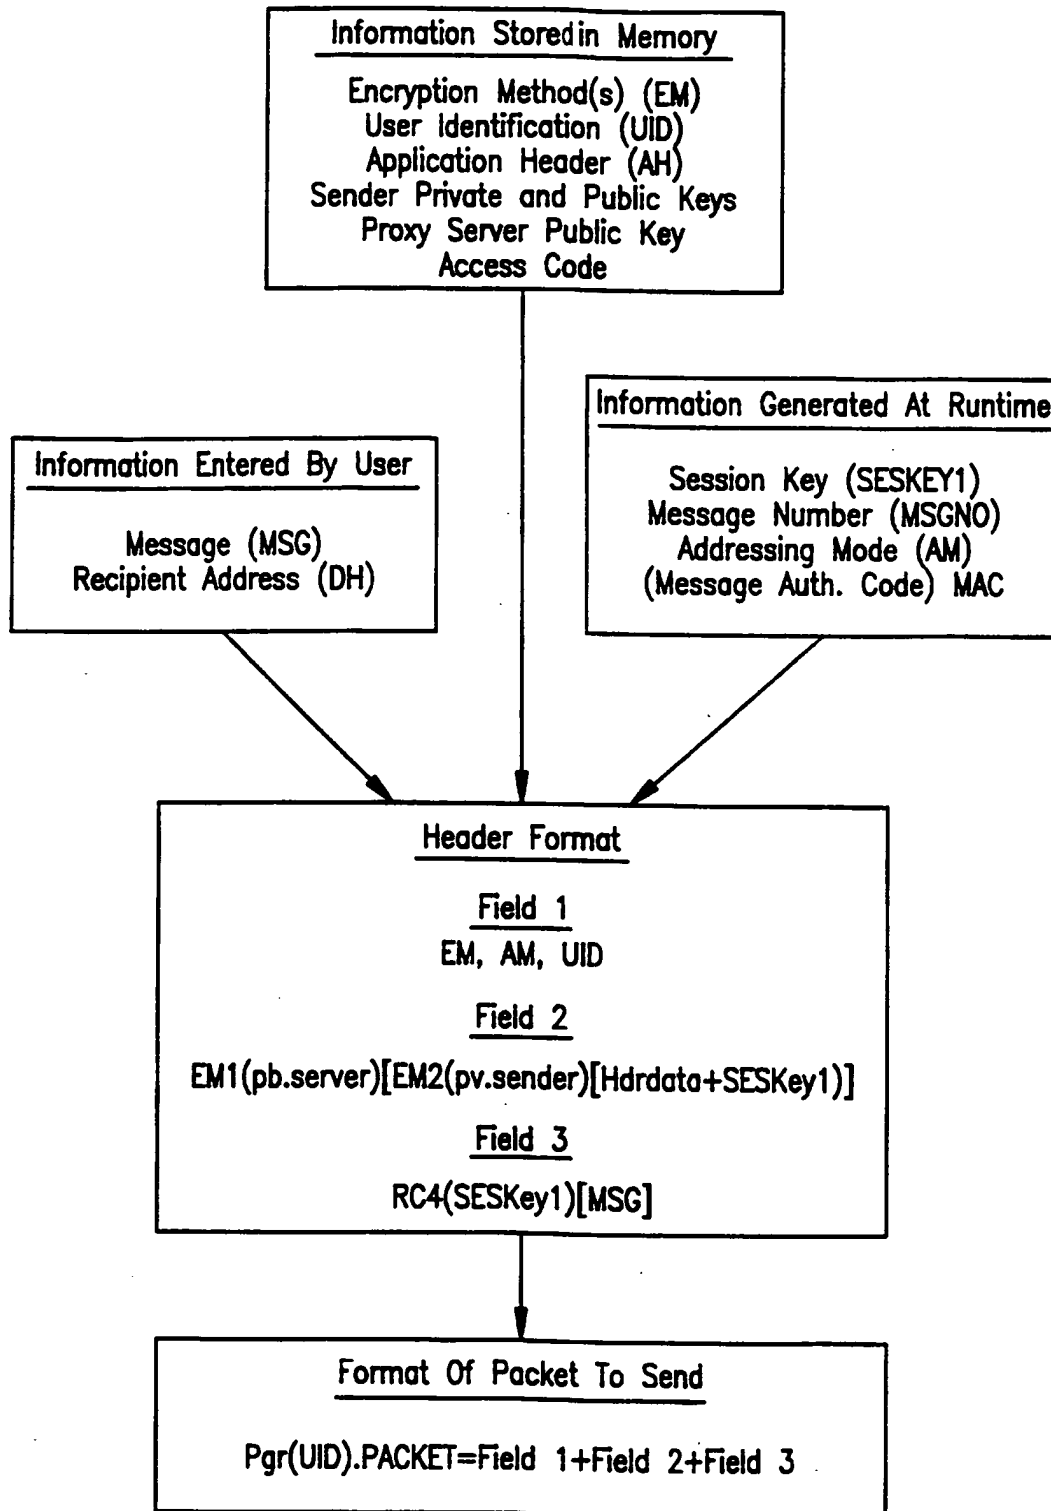 Information Stored in Memory
Encryption Method(s) (EM)
User Identification (UID)
Application Header (AH)
Sender Private and Public Keys
Proxy Server Public Key
Access Code
Information Entered By User
Message (MSG)
Recipient Address (DH)
Information Generated At Runtime
Session Key (SESKEY1)
Message Number (MSGNO)
Addressing Mode (AM)
(Message Auth. Code) MAC
Header Format
Field 1
EM, AM, UID
Field 2
EM1(pb.server)[EM2(pv.sender)[Hdrdata+SESKey1)]
Field 3
RC4(SESKey1)[MSG]
Format Of Packet To Send
Pgr(UID).PACKET=Field 1+Field 2+Field 3